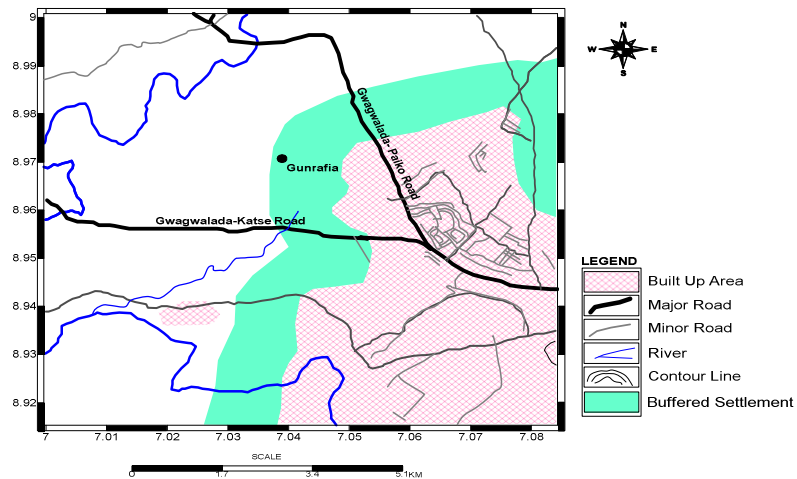 N
W E
S
9
8.99
8.98
8.97
8.96
8.95
8.94
8.93
8.92
Gwagwalada- Paiko Road
Gunrafia
Gwagwalada-Katse Road
7 7.01 7.02 7.03 7.04 7.05 7.06 7.07 7.08
SCALE
0 1.7 3.4 5.1KM
LEGEND
Built Up Area
Major Road
Minor Road
River
Contour Line
Buffered Settlement